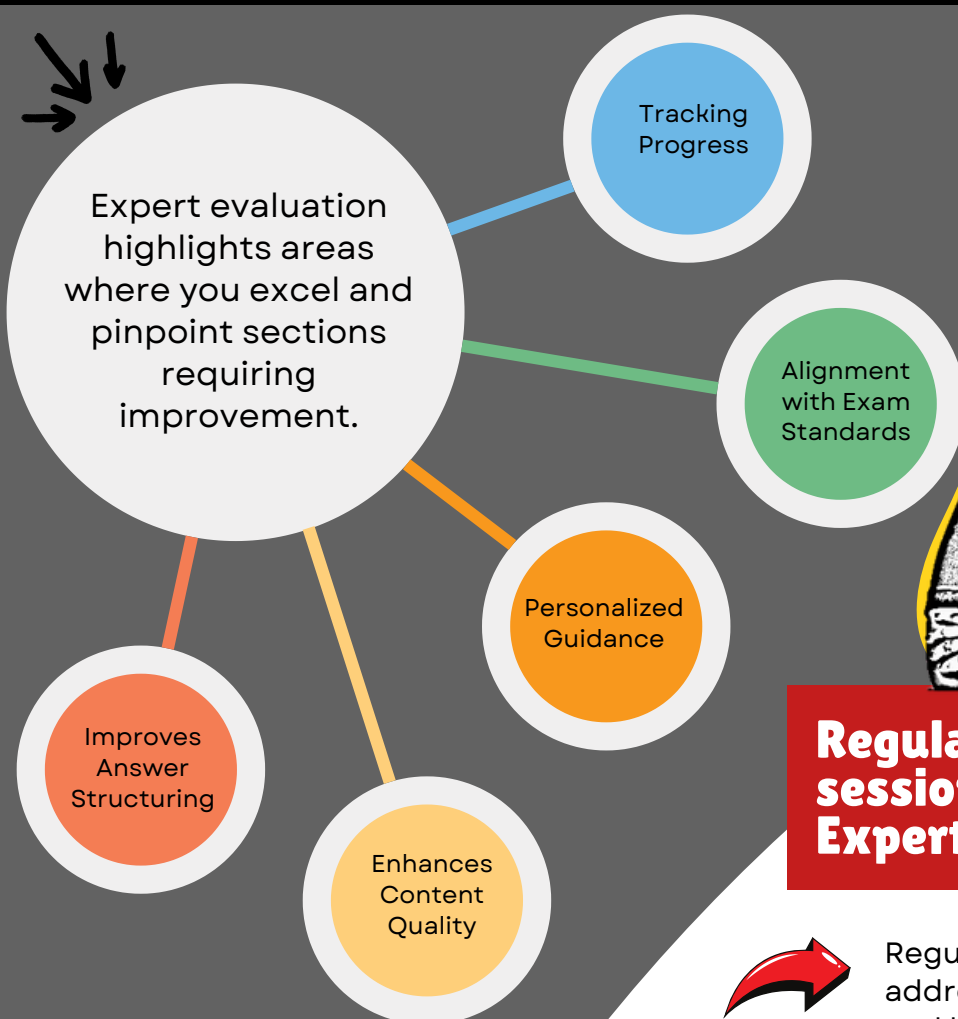 Expert evaluation
highlights areas
where you excel and
pinpoint sections
requiring
improvement.
Tracking
Progress
Alignment
with Exam
Standards
Personalized
Guidance
Enhances
Content
Quality
Improves
Answer
Structuring